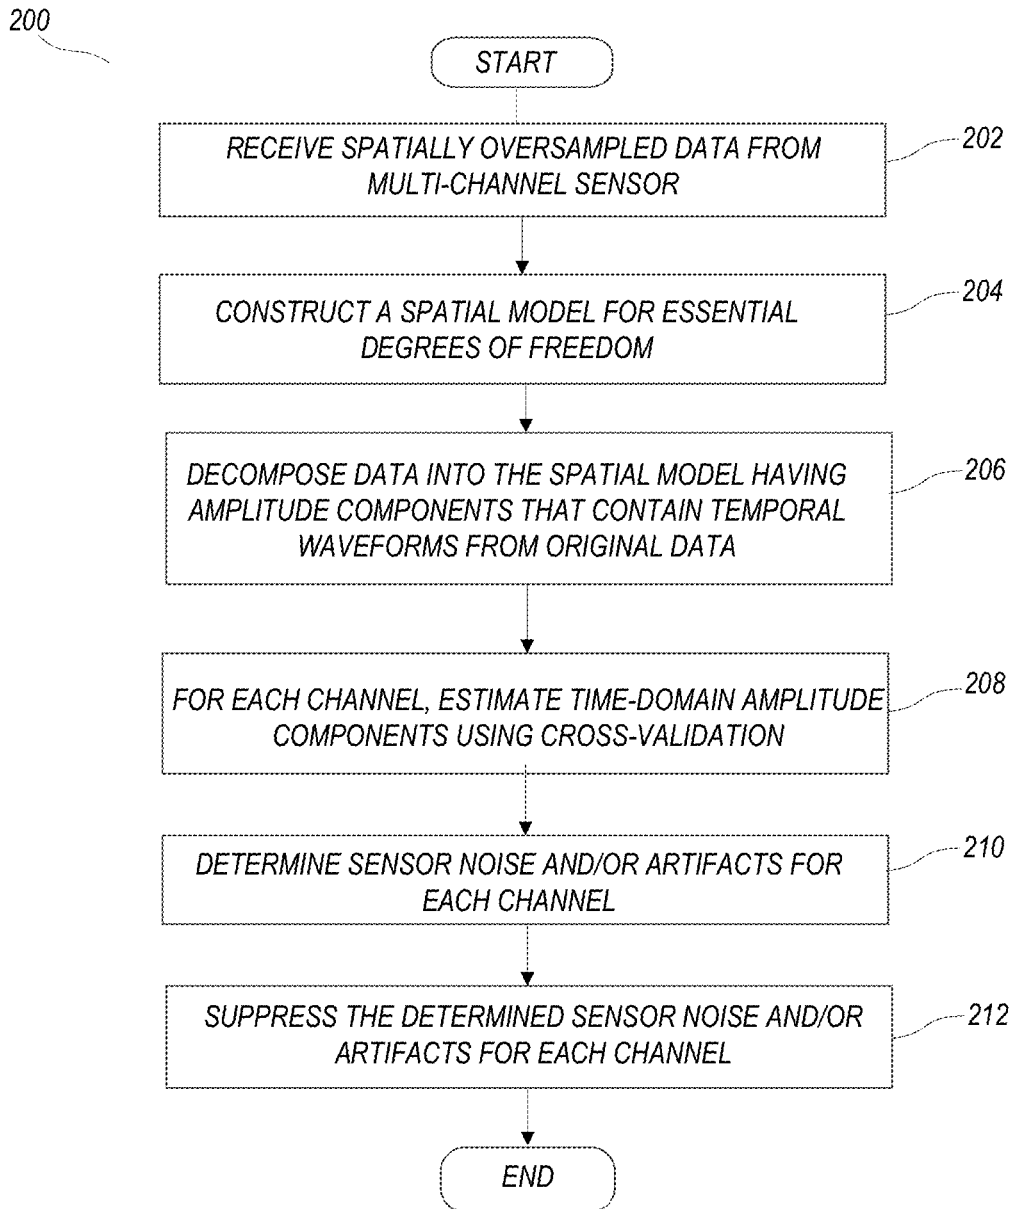 200
START
RECEIVE SPATIALLY OVERSAMPLED DATA FROM
MULTI-CHANNEL SENSOR
202
CONSTRUCT A SPATIAL MODEL FOR ESSENTIAL
DEGREES OF FREEDOM
204
DECOMPOSE DATA INTO THE SPATIAL MODEL HAVING
AMPLITUDE COMPONENTS THAT CONTAIN TEMPORAL
WAVEFORMS FROM ORIGINAL DATA
206
FOR EACH CHANNEL, ESTIMATE TIME-DOMAIN AMPLITUDE
COMPONENTS USING CROSS-VALIDATION
208
DETERMINE SENSOR NOISE AND/OR ARTIFACTS FOR
EACH CHANNEL
210
SUPPRESS THE DETERMINED SENSOR NOISE AND/OR
ARTIFACTS FOR EACH CHANNEL
212
END